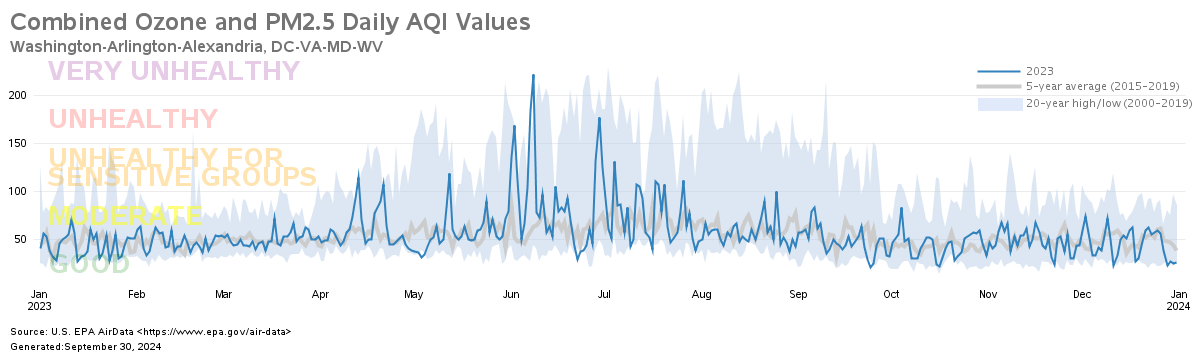 Combined Ozone and PM2.5 Daily AQI Values
Washington-Arlington-Alexandria, DC-VA-MD-WV
VERY UNHEALTHY
2023
5-year average (2015-2019)
20-year high/low (2000-2019)
200
UNHEALTHY
150
UNHEALTHY FOR
SENSITIVE GROUPS
100
MODERATE
50
GOOD
Jan Feb Mar Apr May Jun Jul Aug Sep Oct Nov Dec Jan
2023 2024
Source: U.S. EPA AirData <https://www.epa.gov/air-data>
Generated:September 30, 2024